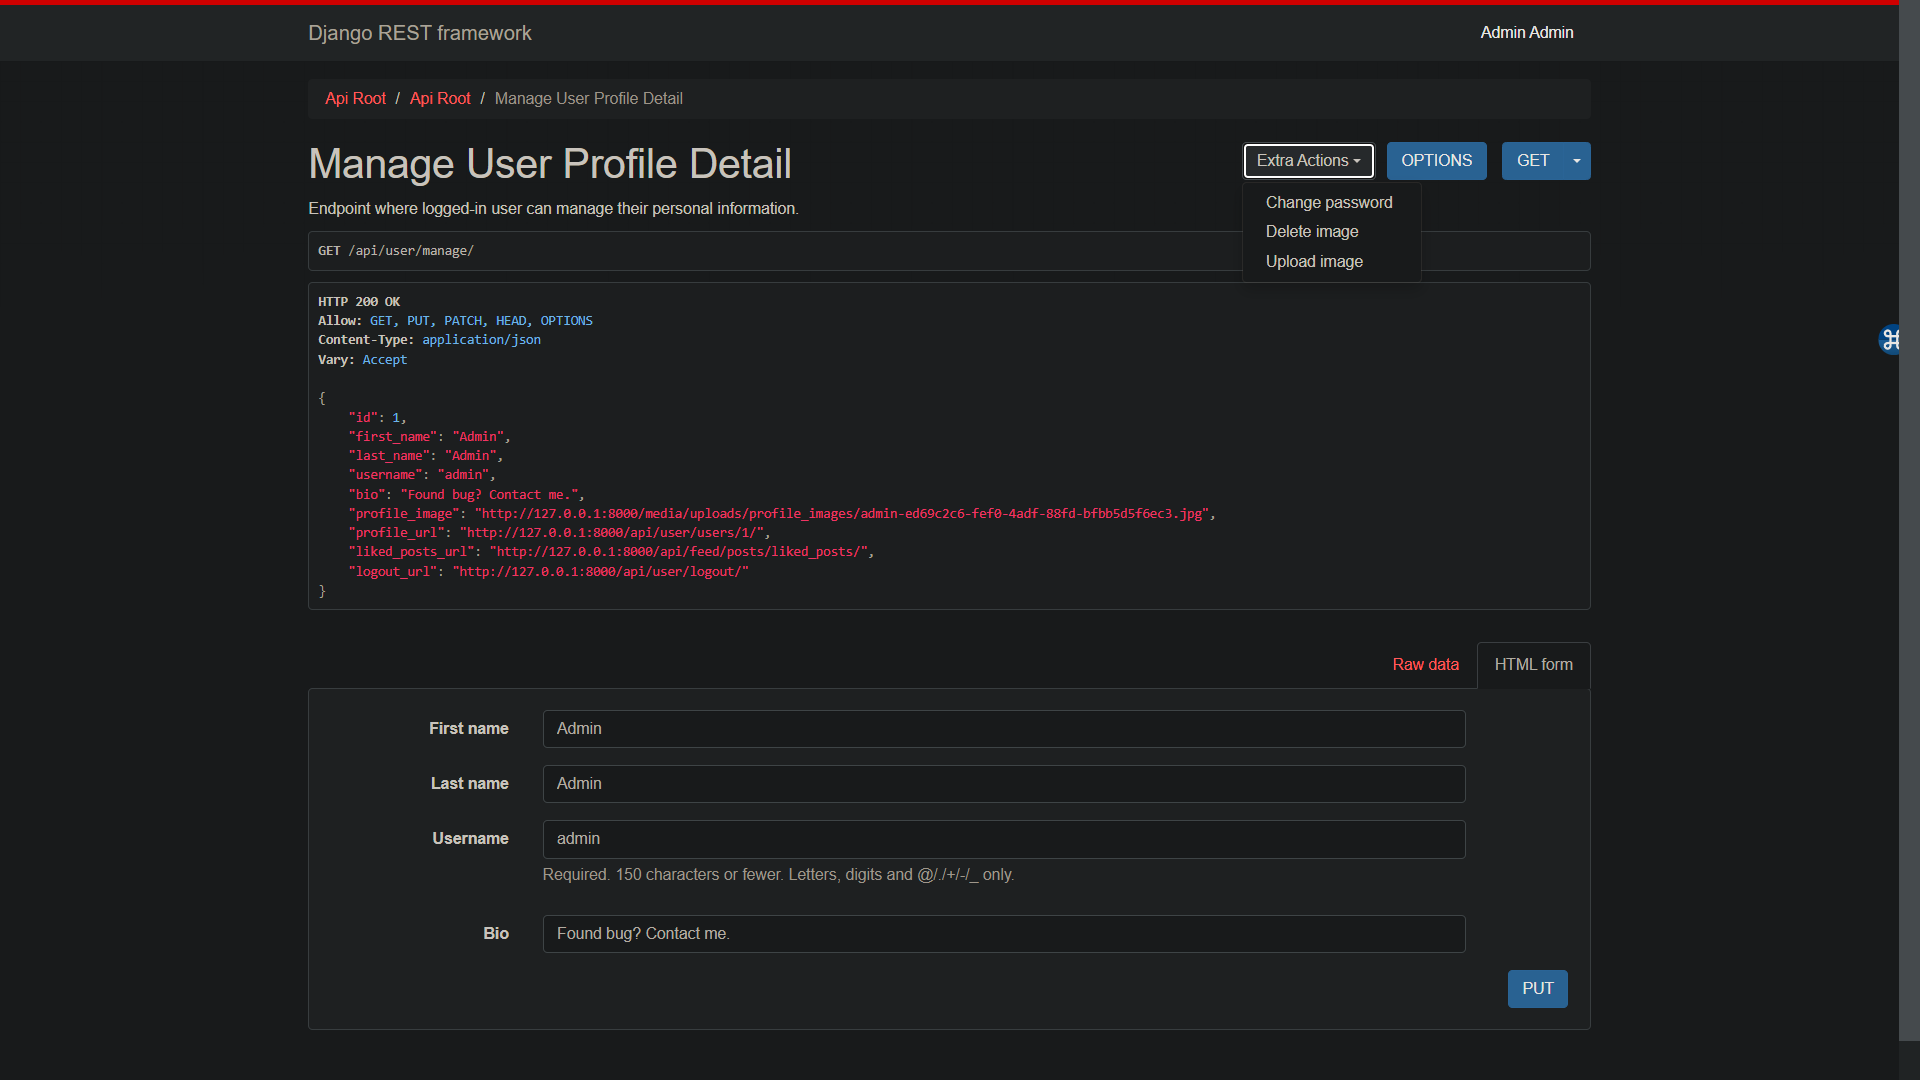 Django REST framework
Admin Admin
Api Root / Api Root / Manage User Profile Detail
Manage User Profile Detail
Extra Actions
OPTIONS
GET
Change password
Delete image
Upload image
Endpoint where logged-in user can manage their personal information.
GET /api/user/manage/
HTTP 200 OK
Allow: GET, PUT, PATCH, HEAD, OPTIONS
Content-Type: application/json
Vary: Accept
{
    "id": 1,
    "first_name": "Admin",
    "last_name": "Admin",
    "username": "admin",
    "bio": "Found bug? Contact me.",
    "profile_image": "http://127.0.0.1:8000/media/uploads/profile_images/admin-ed69c2c6-fef0-4adf-88fd-bfbb5d5f6ec3.jpg",
    "profile_url": "http://127.0.0.1:8000/api/user/users/1/",
    "liked_posts_url": "http://127.0.0.1:8000/api/feed/posts/liked_posts/",
    "logout_url": "http://127.0.0.1:8000/api/user/logout/"
}
Raw data
HTML form
First name
Admin
Last name
Admin
Username
admin
Required. 150 characters or fewer. Letters, digits and @/./+/-/_ only.
Bio
Found bug? Contact me.
PUT